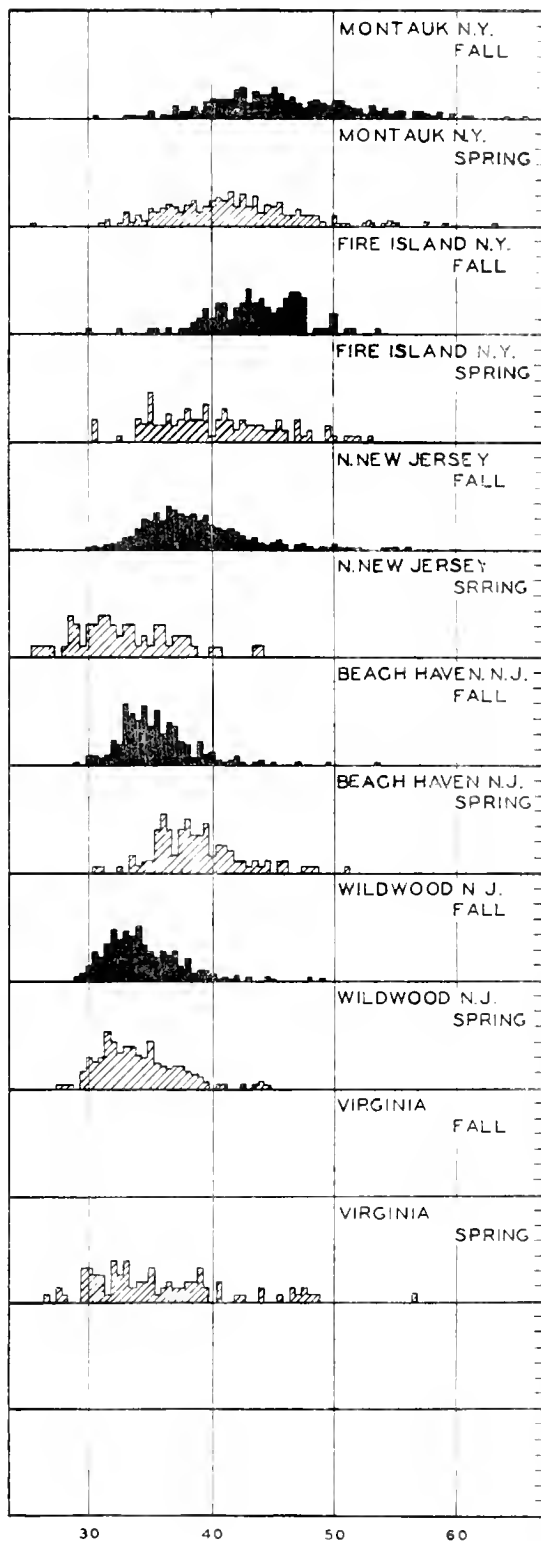 MONTAUK N.Y.
FALL
MONTAUK N.Y.
SPRING
FIRE ISLAND N.Y.
FALL
FIRE ISLAND N.Y.
SPRING
N.NEW JERSEY
FALL
N.NEW JERSEY
SRRING
BEACH HAVEN. N.J.
FALL
BEACH HAVEN N.J.
SPRING
WILDWOOD N J.
FALL
WILDWOOD N.J.
SPRING
VIRGINIA
FALL
VIRGINIA
SPRING
30 40 50 60